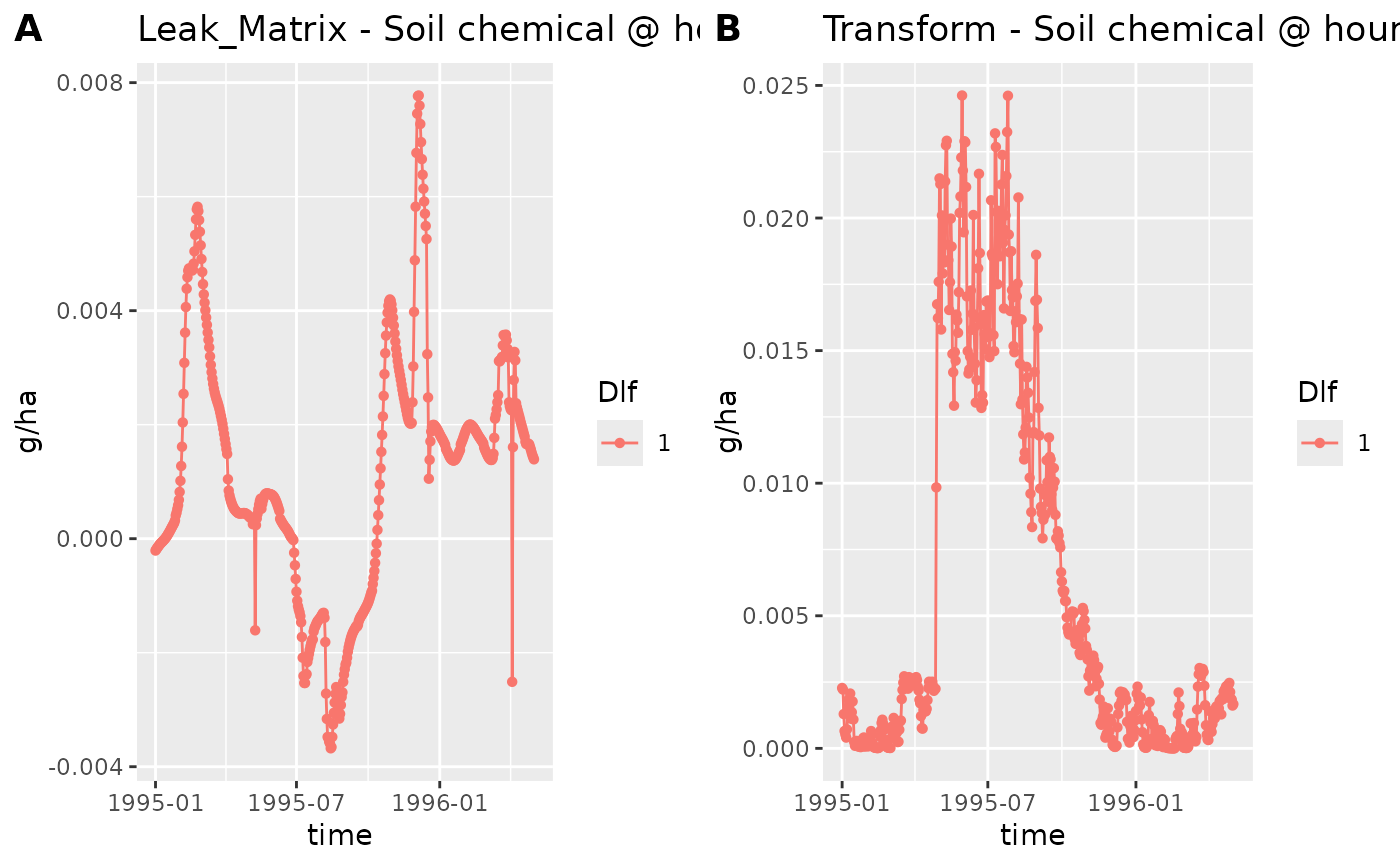 A
Leak_Matrix - Soil chemical @
0.008
0.004
0.000
-0.004
g/ha
1995-01
1995-07
1996-01
time
Dlf
1
B
Transform - Soil chemical @ hour
0.025
0.020
0.015
0.010
0.005
0.000
g/ha
1995-01
1995-07
1996-01
time
Dlf
1